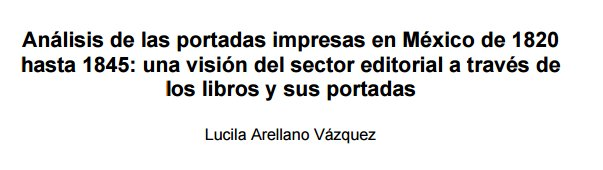 Análisis de las portadas impresas en México de 1820
hasta 1845: una visión del sector editorial a través de
los libros y sus portadas
Lucila Arellano Vázquez